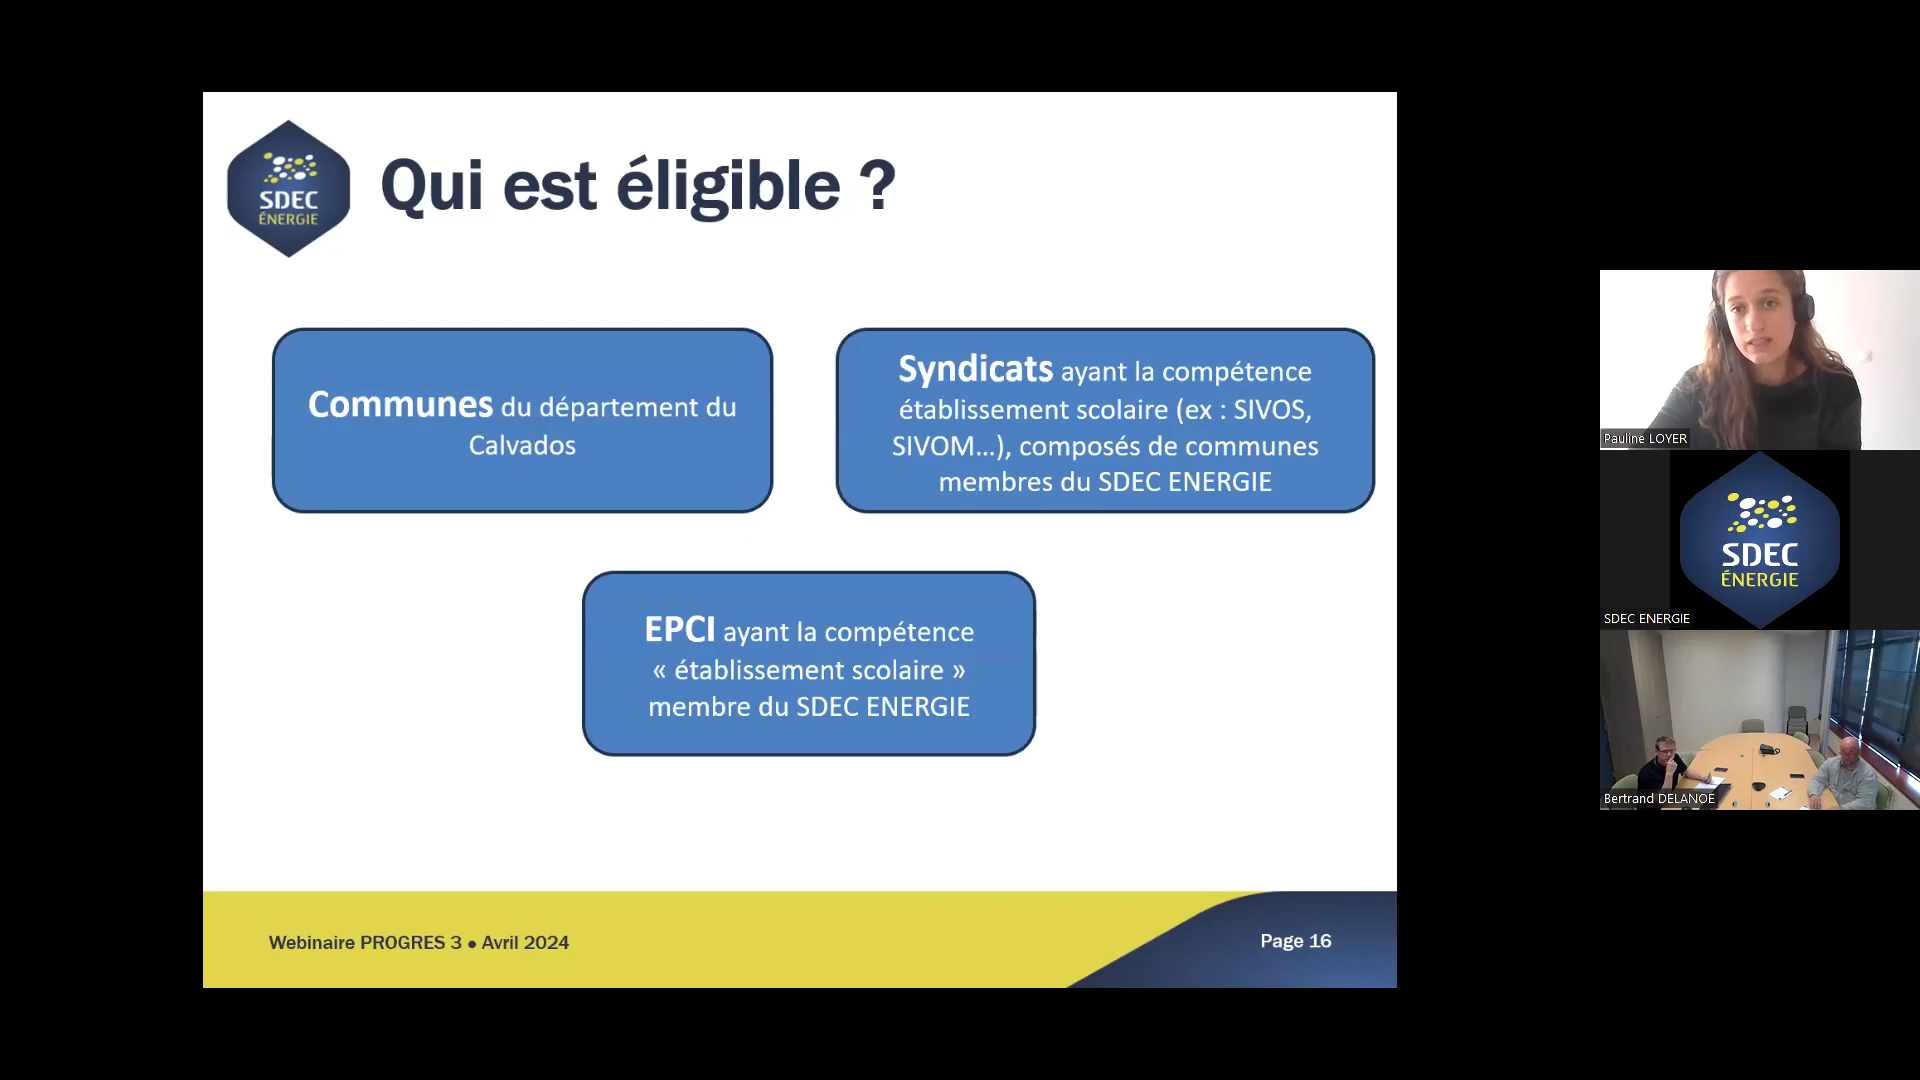 SDEC
ÉNERGIE
Qui est éligible ?
Communes du département du
Calvados
Syndicats ayant la compétence
établissement scolaire (ex : SIVOS,
SIVOM...), composés de communes
membres du SDEC ENERGIE
EPCI ayant la compétence
« établissement scolaire »
membre du SDEC ENERGIE
Webinaire PROGRES 3 ● Avril 2024
Page 16
Pauline LOYER
SDEC
ÉNERGIE
SDEC ENERGIE
Bertrand DELANOE